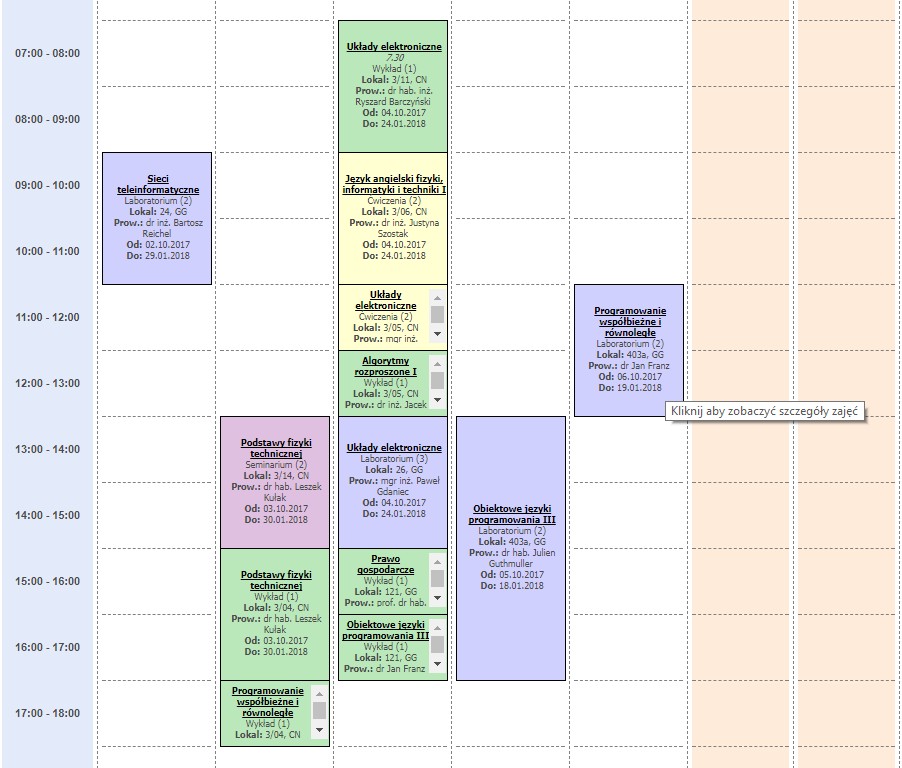 07:00 - 08:00
08:00 - 09:00
09:00 - 10:00
10:00 - 11:00
11:00 - 12:00
12:00 - 13:00
13:00 - 14:00
14:00 - 15:00
15:00 - 16:00
16:00 - 17:00
17:00 - 18:00
Sieci
teleinformatyczne
Laboratorium (2)
Lokal: 24, GG
Prow.: dr inż. Bartosz
Reichel
Od: 02.10.2017
Do: 29.01.2018
Podstawy fizyki
technicznej
Seminarium (2)
Lokal: 3/14, CN
Prow.: dr hab. Leszek
Kułak
Od: 03.10.2017
Do: 30.01.2018
Podstawy fizyki
technicznej
Wykład (1)
Lokal: 3/04, CN
Prow.: dr hab. Leszek
Kułak
Od: 03.10.2017
Do: 30.01.2018
Programowanie
współbieżne i
równoległe
Wykład (1)
Lokal: 3/04, CN
Układy elektroniczne
7.30
Wykład (1)
Lokal: 3/11, CN
Prow.: dr hab. inż.
Ryszard Barczyński
Od: 04.10.2017
Do: 24.01.2018
Język angielski fizyki,
informatyki i techniki I
Ćwiczenia (2)
Lokal: 3/06, CN
Prow.: dr inż. Justyna
Szostak
Od: 04.10.2017
Do: 24.01.2018
Układy
elektroniczne
Ćwiczenia (2)
Lokal: 3/05, CN
Prow.: mgr inż.
Algorytmy
rozproszone I
Wykład (1)
Lokal: 3/05, CN
Prow.: dr inż. Jacek
Układy elektroniczne
Laboratorium (3)
Lokal: 26, GG
Prow.: mgr inż. Paweł
Gdaniec
Od: 04.10.2017
Do: 24.01.2018
Prawo
gospodarcze
Wykład (1)
Lokal: 121, GG
Prow.: prof. dr hab.
Obiektowe języki
programowania III
Wykład (1)
Lokal: 121, GG
Prow.: dr Jan Franz
Obiektowe języki
programowania III
Laboratorium (2)
Lokal: 403a, GG
Prow.: dr hab. Julien
Guthmuller
Od: 05.10.2017
Do: 18.01.2018
Programowanie
współbieżne i
równoległe
Laboratorium (2)
Lokal: 403a, GG
Prow.: dr Jan Franz
Od: 06.10.2017
Do: 19.01.2018
Kliknij aby zobaczyć szczegóły zajęć